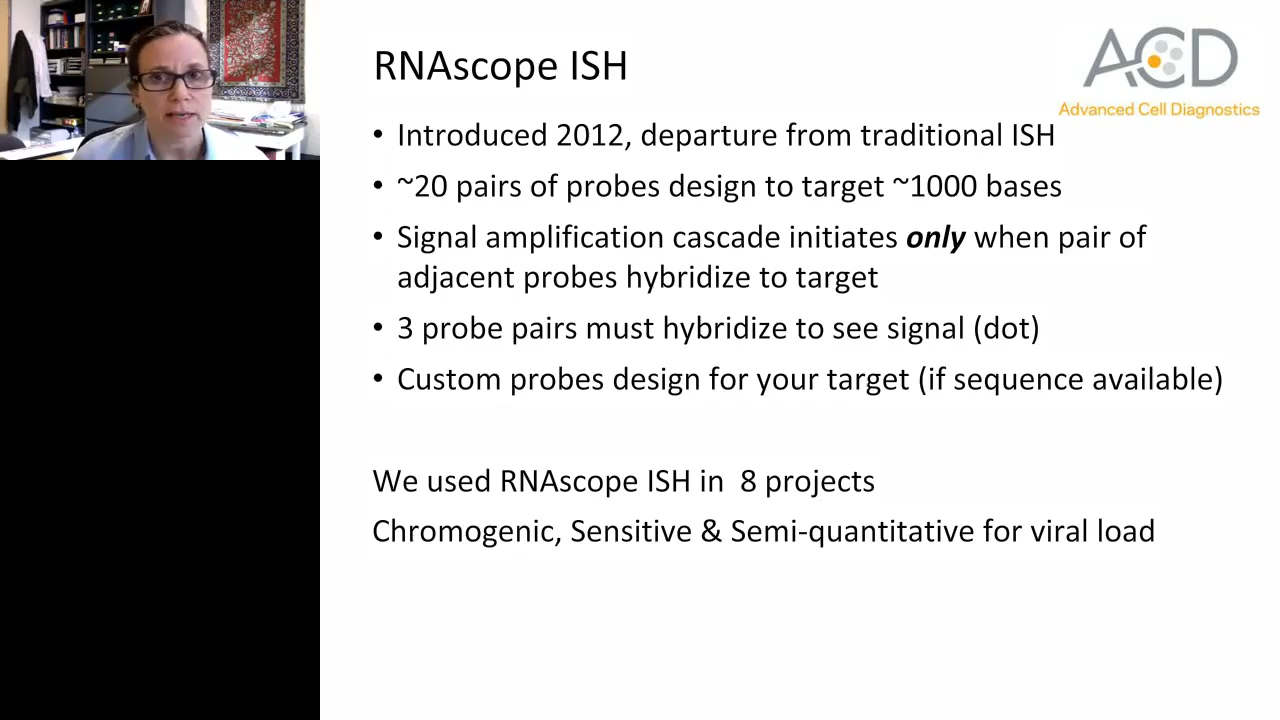 RNAscope ISH
ACD
Advanced Cell Diagnostics
• Introduced 2012, departure from traditional ISH
• ~20 pairs of probes design to target ~1000 bases
• Signal amplification cascade initiates only when pair of
adjacent probes hybridize to target
• 3 probe pairs must hybridize to see signal (dot)
• Custom probes design for your target (if sequence available)
We used RNAscope ISH in  8 projects
Chromogenic, Sensitive & Semi-quantitative for viral load